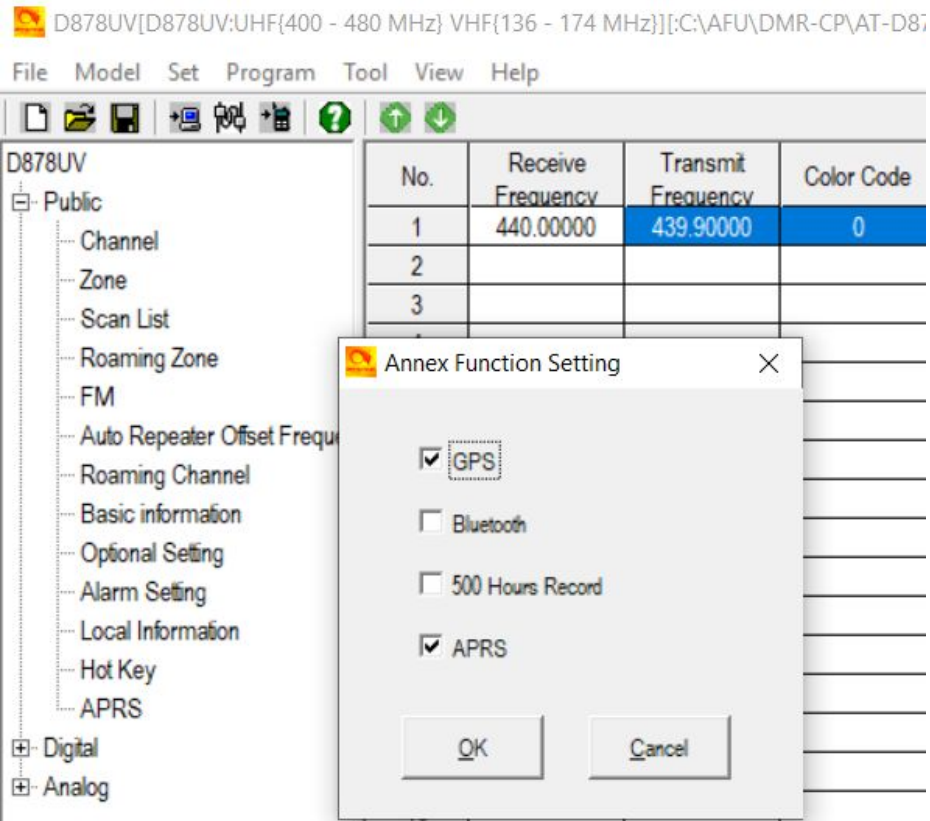 D878UV[D878UV:UHF{400 - 480 MHz} VHF{136 - 174 MHz}][:C:\AFU\DMR-CP\AT-D87
File Model Set Program Tool View Help
D878UV
Public
Channel
Zone
Scan List
Roaming Zone
FM
Auto Repeater Offset Freque
Roaming Channel
Basic information
Optional Setting
Alarm Setting
Local Information
Hot Key
APRS
Digital
Analog
No. Receive Frequency Transmit Frequency Color Code
1 440.00000 439.90000 0
2
3
Annex Function Setting
GPS
Bluetooth
500 Hours Record
APRS
OK Cancel